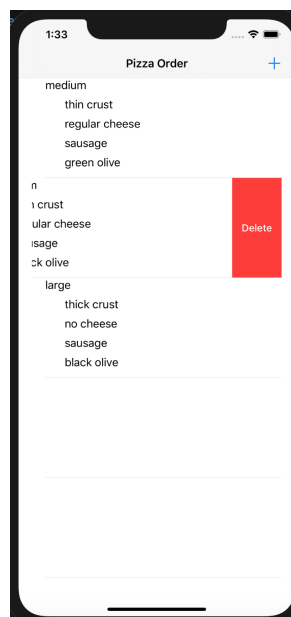 1:33
Pizza Order
medium
thin crust
regular cheese
sausage
green olive
crust
ular cheese
usage
Delete
ck olive
large
thick crust
no cheese
sausage
black olive